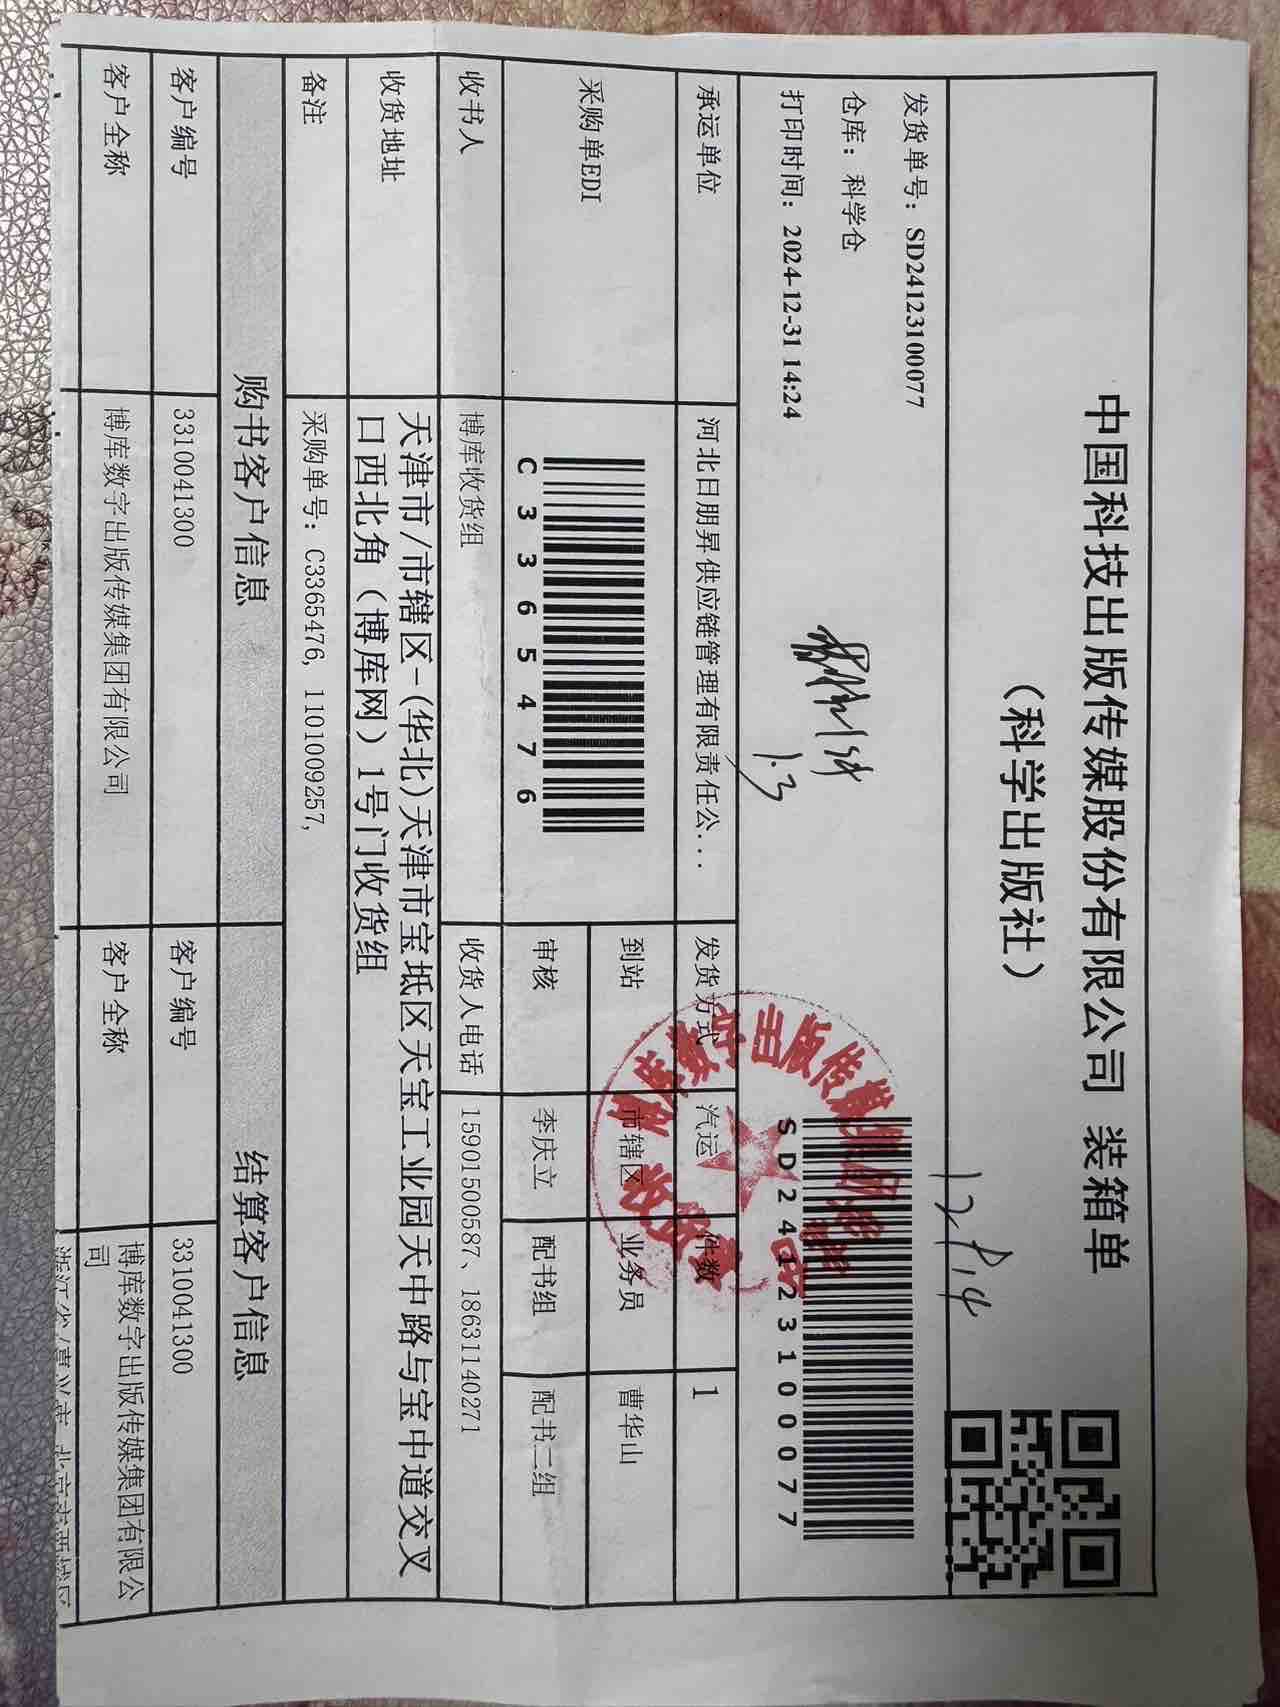 中国科技出版传媒股份有限公司 装箱单
(科学出版社)
发货单号：SD24123100077
仓库：科学仓
打印时间：2024-12-31 14:24
SD24123100077
1.3
承运单位 河北日朋昇供应链管理有限责任公... 发货方式 汽运 件数 1
采购单EDI C3365476 到站 市辖区 业务员 曹华山
审核 李庆立 配书组 配书二组
收书人 博库收货组 收货人电话 15901500587、18631140271
收货地址 天津市/市辖区-(华北)天津市宝坻区天宝工业园天中路与宝中道交叉
口西北角（博库网）1号门收货组
备注 采购单号：C3365476, 1101009257,
购书客户信息 结算客户信息
客户编号 3310041300 客户编号 3310041300
客户全称 博库数字出版传媒集团有限公司 客户全称 博库数字出版传媒集团有限公
司